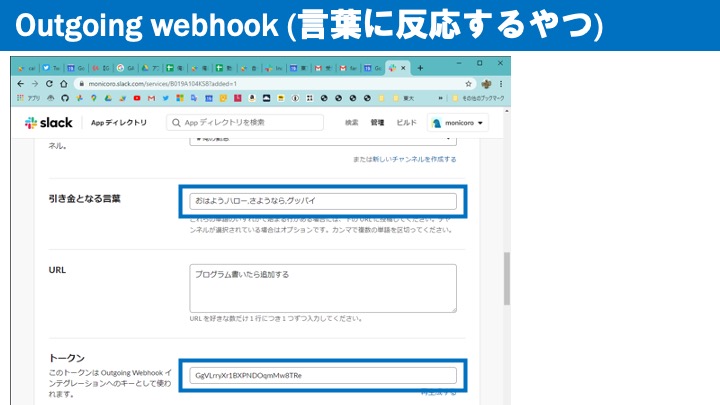 Outgoing webhook (言葉に反応するやつ)
monicoro.slack.com/services/B019A104KS8?added=1
アプリ
東大
その他のブックマーク
slack
App ディレクトリ
App ディレクトリを検索
検索
管理
ビルド
monicoro
ネル。
または新しいチャンネルを作成する
引き金となる言葉
おはよう,ハロー,さようなら,グッバイ
ンネルが選択されている場合はオプションです。カンマで複数の単語を区切ってください。
URL
プログラム書いたら追加する
URL を好きな数だけ 1 行につき 1 つずつ入力してください。
トークン
このトークンは Outgoing Webhook イ
ンテグレーションへのキーとして使わ
れます。
GgVLrryXr1BXPNDOqmMw8TRe
再生成する